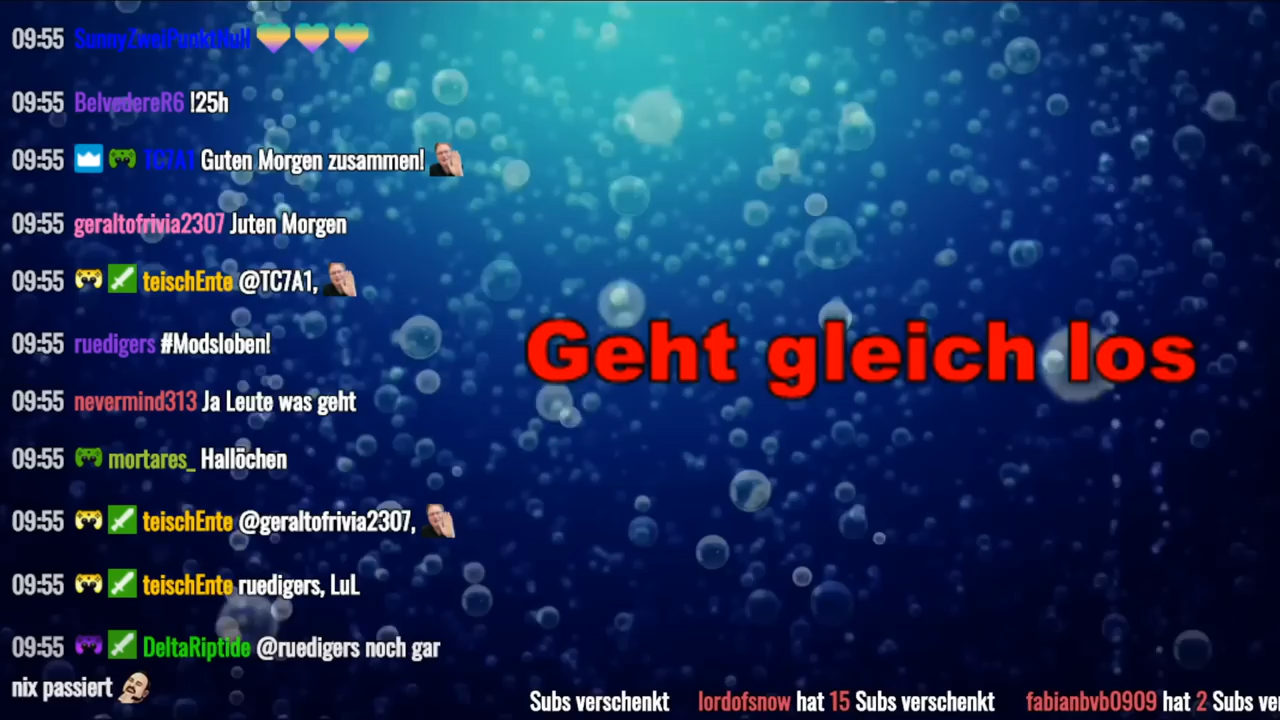 09:55 SunnyZweiPunktNull
09:55 BelvedereR6 !25h
09:55 TC7A1 Guten Morgen zusammen!
09:55 geraltofrivia2307 Juten Morgen
09:55 teischEnte @TC7A1,
09:55 ruedigers #Modsloben!
09:55 nevermind313 Ja Leute was geht
09:55 mortares_ Hallöchen
09:55 teischEnte @geraltofrivia2307,
09:55 teischEnte ruedigers, LuL
09:55 DeltaRiptide @ruedigers noch gar
nix passiert
Geht gleich los
Subs verschenkt lordofsnow hat 15 Subs verschenkt fabianbvb0909 hat 2 Subs